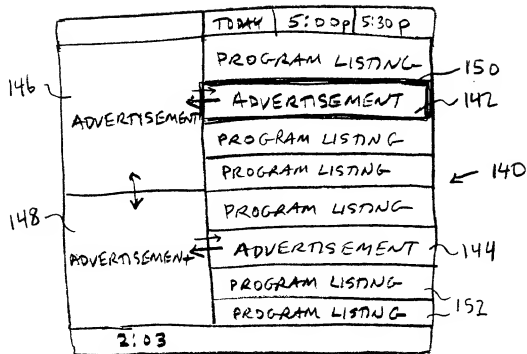 TODAY 5:00p 5:30p
PROGRAM LISTING
150
146
ADVERTISEMENT
142
ADVERTISEMENT
PROGRAM LISTING
PROGRAM LISTING
140
PROGRAM LISTING
148
ADVERTISEMENT
144
ADVERTISEMENT
PROGRAM LISTING
152
PROGRAM LISTING
2:03